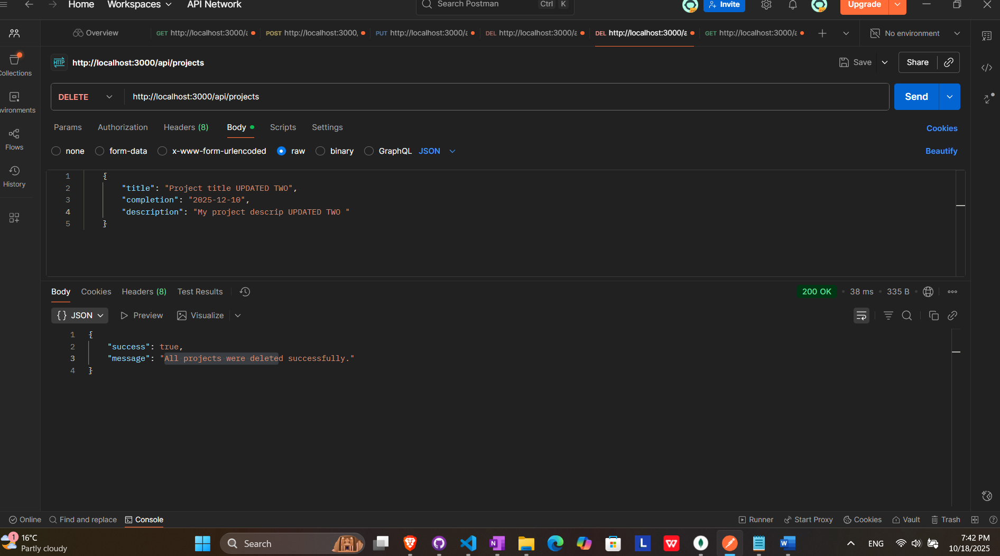 Home Workspaces API Network Search Postman Ctrl K Invite Upgrade
Overview GET http://localhost:3000/a POST http://localhost:3000, PUT http://localhost:3000/a DEL http://localhost:3000/a DEL http://localhost:3000/a GET http://localhost:3000/a No environment
HTTP http://localhost:3000/api/projects Save Share
Collections
DELETE http://localhost:3000/api/projects Send
vironments
Params Authorization Headers (8) Body Scripts Settings Cookies
Flows
none form-data x-www-form-urlencoded raw binary GraphQL JSON Beautify
History
1 {
2 "title": "Project title UPDATED TWO",
3 "completion": "2025-12-10",
4 "description": "My project descrip UPDATED TWO "
5 }
Body Cookies Headers (8) Test Results 200 OK 38 ms 335 B
{} JSON Preview Visualize
1 {
2 "success": true,
3 "message": "All projects were deleted successfully."
4 }
Online Find and replace Console Runner Start Proxy Cookies Vault Trash
1 16°C
Partly cloudy
Search
N L W W
ENG
7:42 PM
10/18/2025